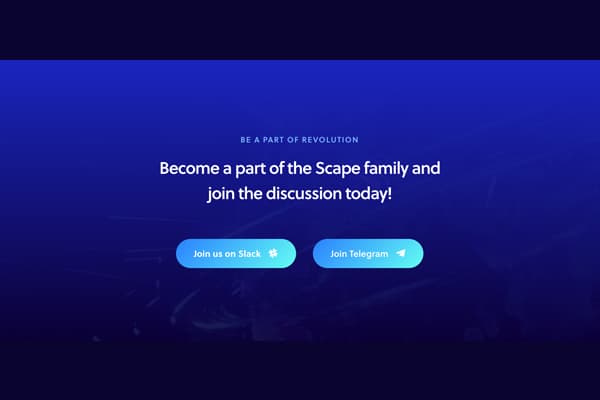 BE A PART OF REVOLUTION
Become a part of the Scape family and
join the discussion today!
Join us on Slack
Join Telegram